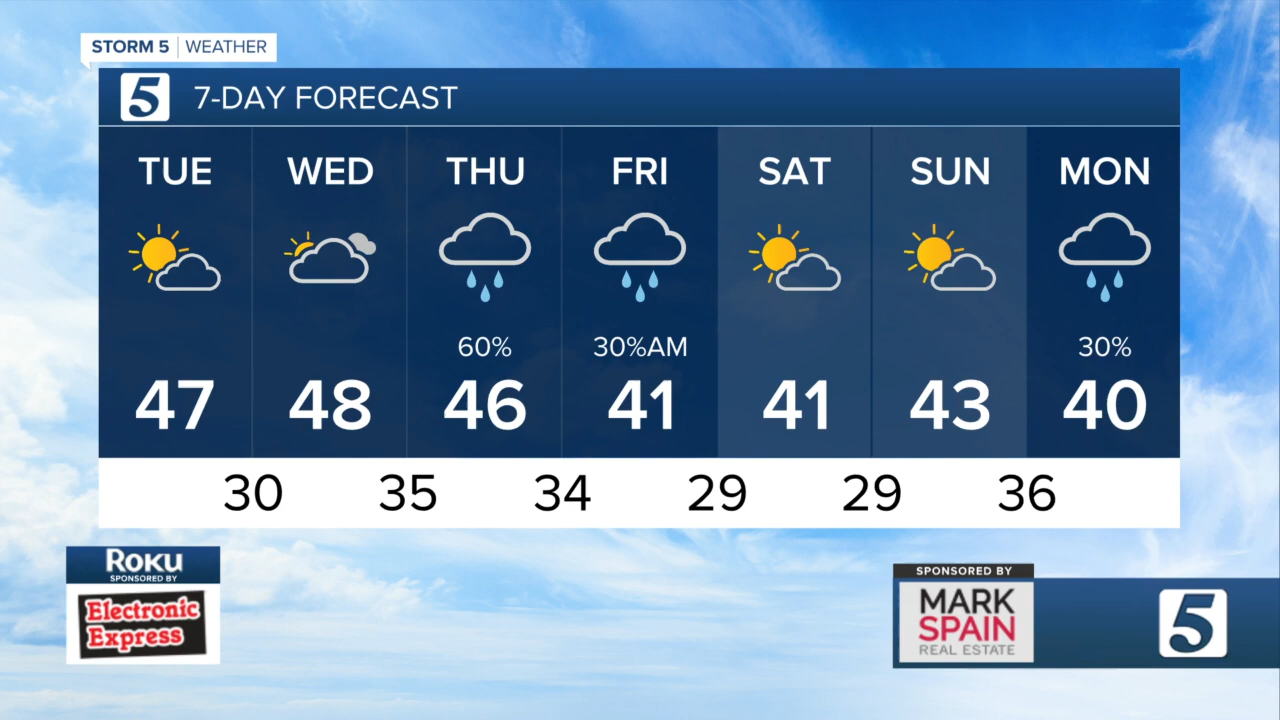 STORM 5 | WEATHER
5 7-DAY FORECAST
TUE WED THU FRI SAT SUN MON
60% 30%AM 30%
47 48 46 41 41 43 40
30 35 34 29 29 36
ROKU
SPONSORED BY
Electronic
Express
SPONSORED BY
MARK
SPAIN
REAL ESTATE
5